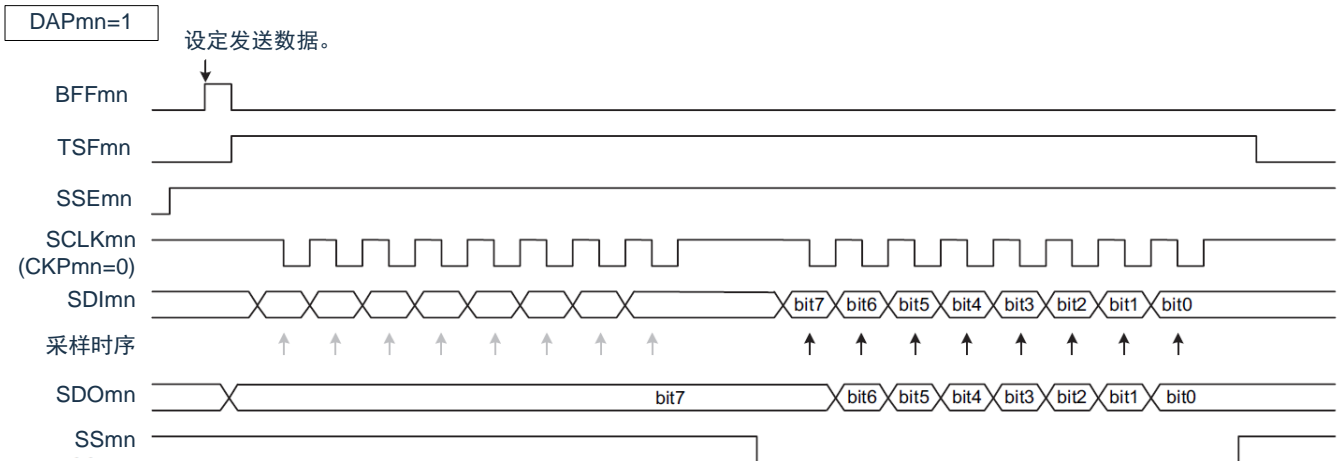 DAPmn=1
设定发送数据。
BFFmn
TSFmn
SSEmn
SCLKmn
(CKPmn=0)
SDImn
bit7 bit6 bit5 bit4 bit3 bit2 bit1 bit0
采样时序
SDOmn
bit7 bit6 bit5 bit4 bit3 bit2 bit1 bit0
SSmn